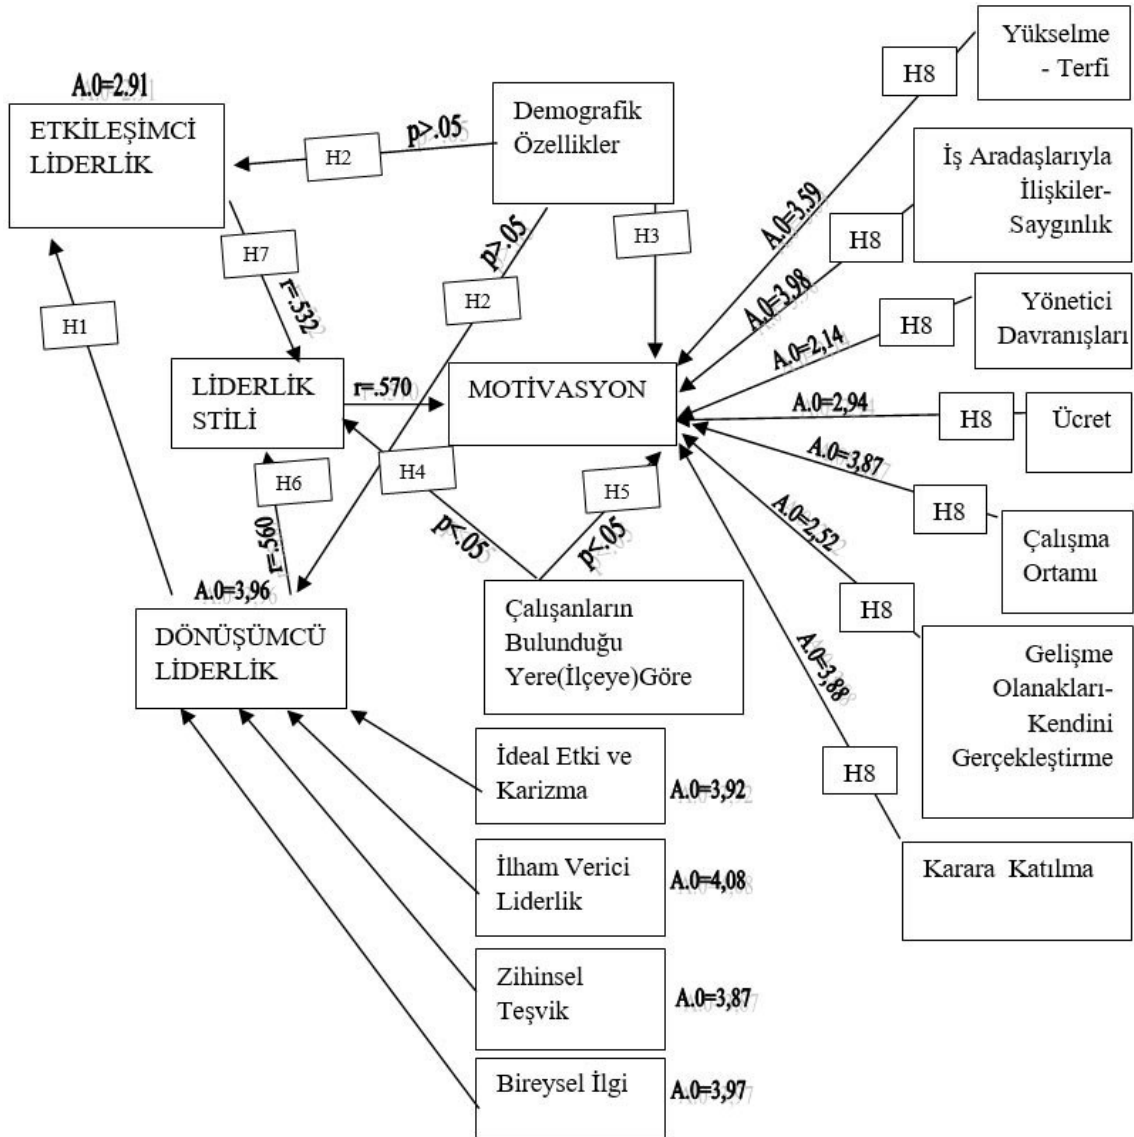 A.0=2.91
ETKİLEŞİMCİ
LİDERLİK
H2
p>.05
Demografik
Özellikler
H8
Yükselme
- Terfi
İş Aradaşlarıyla
İlişkiler-
Saygınlık
H8
A.0=3.59
H7
r=.532
p>.05
H2
H3
A.0=3.98
H1
H8
Yönetici
Davranışları
A.0=2,14
LİDERLİK
STİLİ
r=.570
MOTİVASYON
A.0=2,94
H8
Ücret
H6
r=.560
H4
p<.05
H5
p<.05
A.0=3,87
H8
Çalışma
Ortamı
A.0=2,52
H8
Gelişme
Olanakları-
Kendini
Gerçekleştirme
A.0=3,96
DÖNÜŞÜMCÜ
LİDERLİK
Çalışanların
Bulunduğu
Yere(İlçeye)Göre
A.0=3,88
H8
İdeal Etki ve
Karizma
A.0=3,92
İlham Verici
Liderlik
A.0=4,08
Karara Katılma
Zihinsel
Teşvik
A.0=3,87
Bireysel İlgi
A.0=3,97